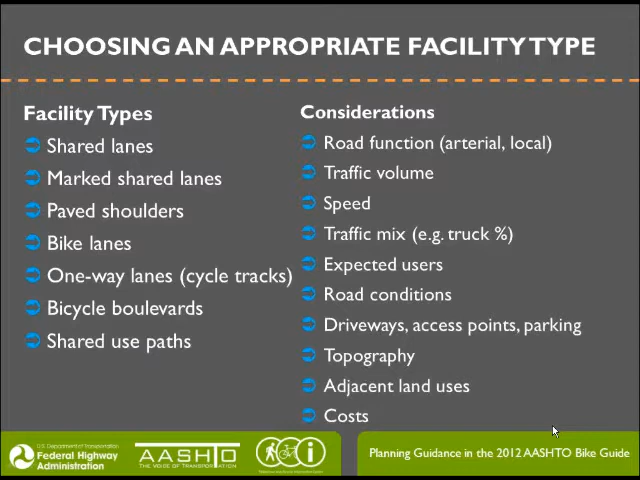 CHOOSING AN APPROPRIATE FACILITY TYPE
Facility Types
Shared lanes
Marked shared lanes
Paved shoulders
Bike lanes
One-way lanes (cycle tracks)
Bicycle boulevards
Shared use paths
Considerations
Road function (arterial, local)
Traffic volume
Speed
Traffic mix (e.g. truck %)
Expected users
Road conditions
Driveways, access points, parking
Topography
Adjacent land uses
Costs
U.S. Department of Transportation
Federal Highway
Administration
AASHTO
THE VOICE OF TRANSPORTATION
Planning Guidance in the 2012 AASHTO Bike Guide